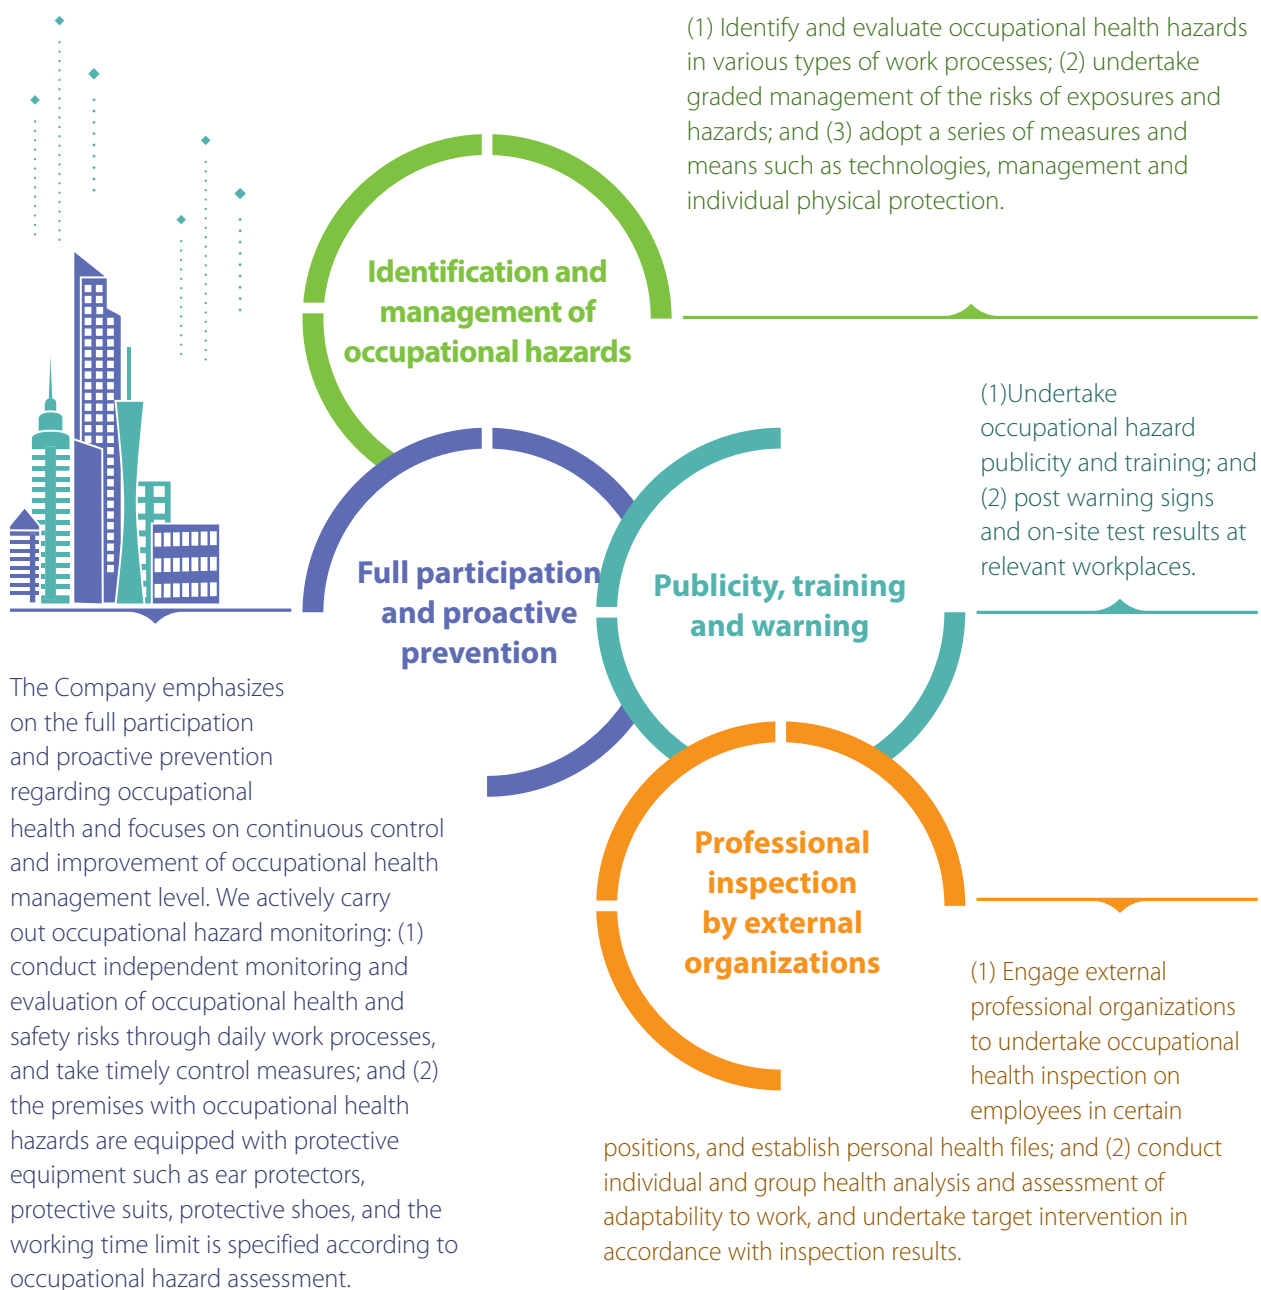 (1) Identify and evaluate occupational health hazards
in various types of work processes; (2) undertake
graded management of the risks of exposures and
hazards; and (3) adopt a series of measures and
means such as technologies, management and
individual physical protection.
Identification and
management of
occupational hazards
(1)Undertake
occupational hazard
publicity and training; and
(2) post warning signs
and on-site test results at
relevant workplaces.
Full participation
and proactive
prevention
Publicity, training
and warning
The Company emphasizes
on the full participation
and proactive prevention
regarding occupational
health and focuses on continuous control
and improvement of occupational health
management level. We actively carry
out occupational hazard monitoring: (1)
conduct independent monitoring and
evaluation of occupational health and
safety risks through daily work processes,
and take timely control measures; and (2)
the premises with occupational health
hazards are equipped with protective
equipment such as ear protectors,
protective suits, protective shoes, and the
working time limit is specified according to
occupational hazard assessment.
Professional
inspection
by external
organizations
(1) Engage external
professional organizations
to undertake occupational
health inspection on
employees in certain
positions, and establish personal health files; and (2) conduct
individual and group health analysis and assessment of
adaptability to work, and undertake target intervention in
accordance with inspection results.